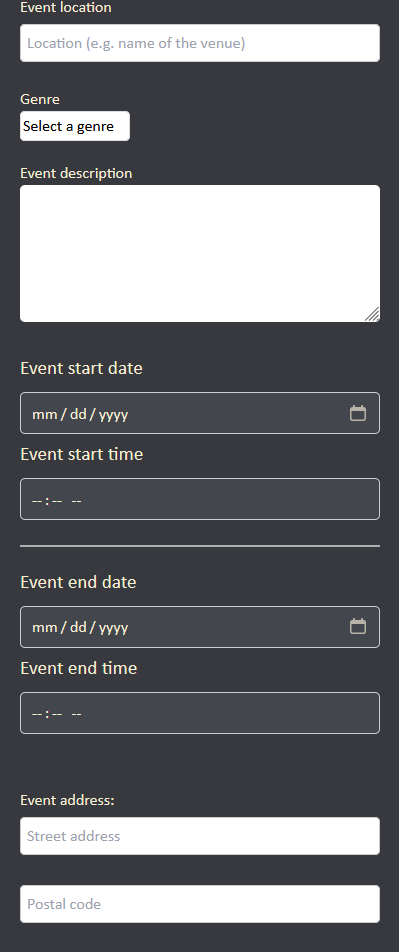 Event location
Location (e.g. name of the venue)
Genre
Select a genre
Event description
Event start date
mm/dd/yyyy
Event start time
--:-- --
Event end date
mm/dd/yyyy
Event end time
--:-- --
Event address:
Street address
Postal code